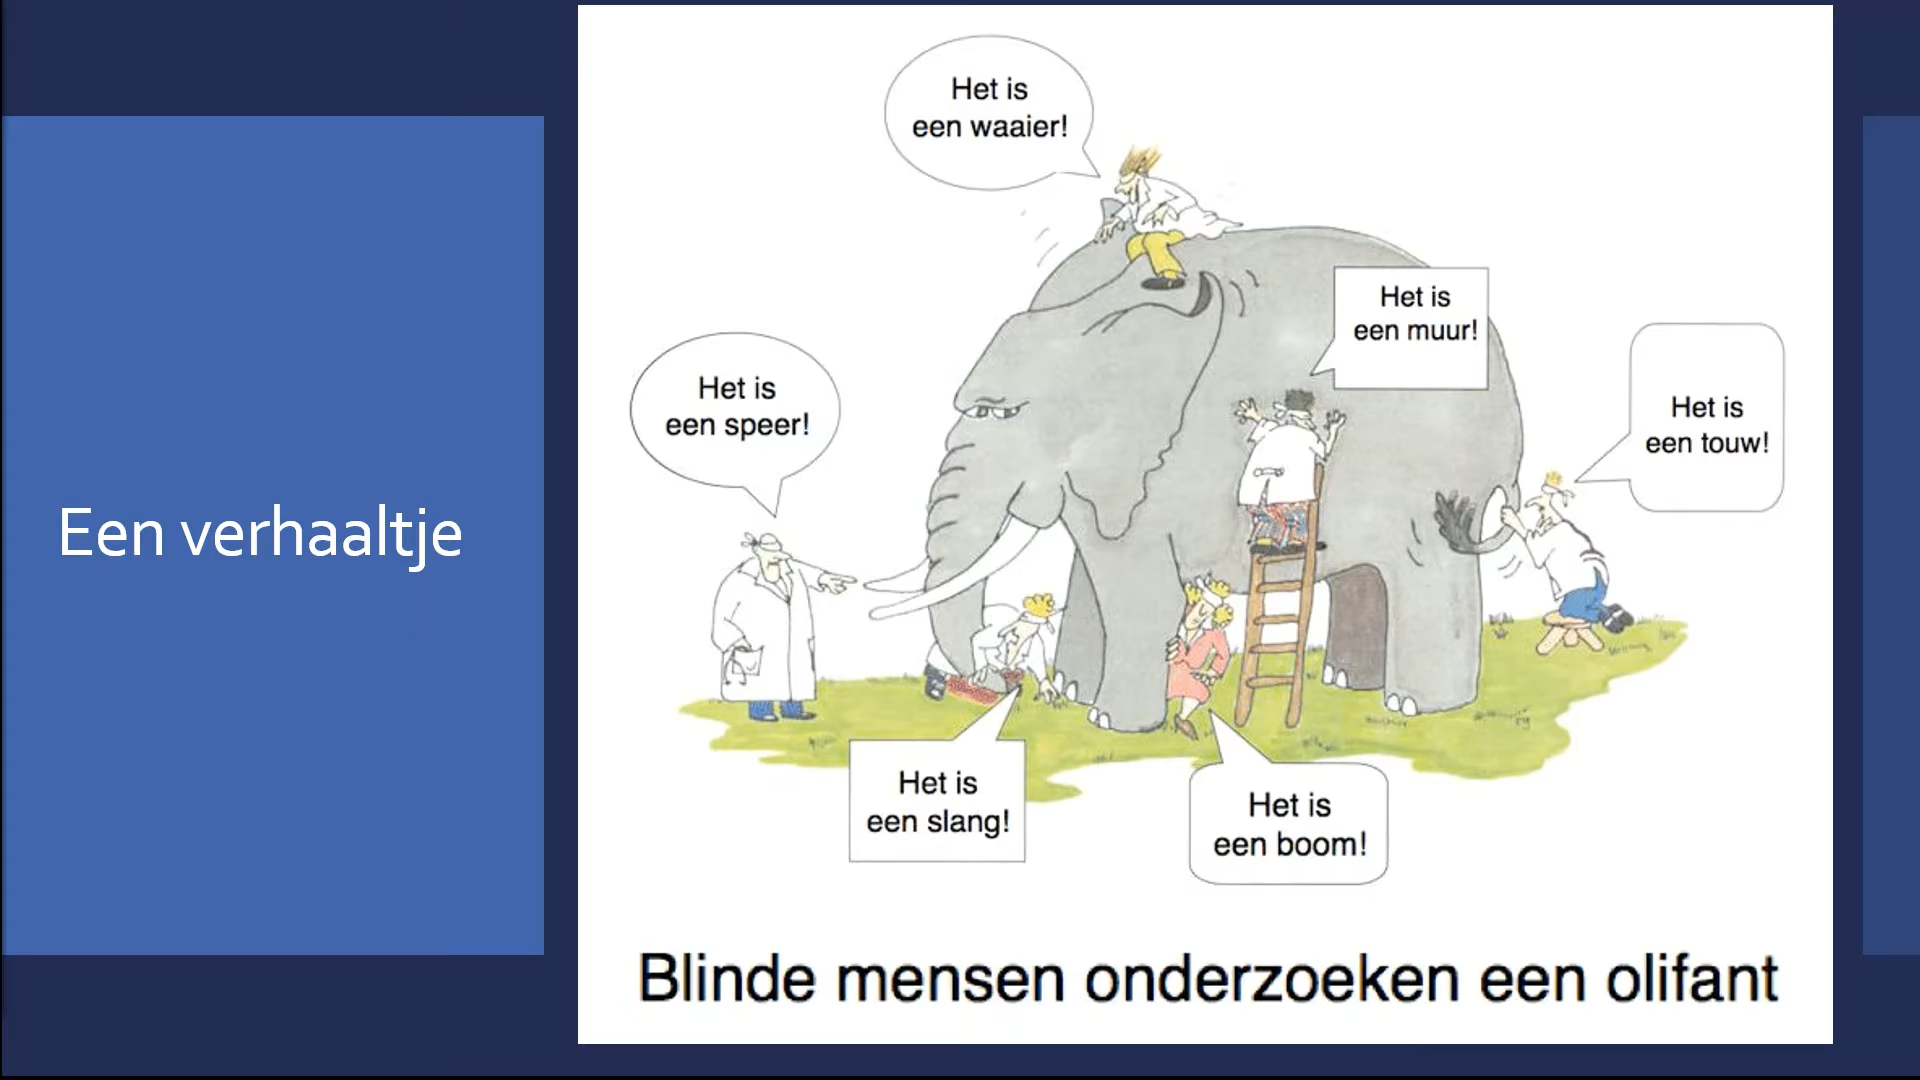 Een verhaaltje
Het is
een waaier!
Het is
een muur!
Het is
een speer!
Het is
een touw!
Het is
een slang!
Het is
een boom!
Blinde mensen onderzoeken een olifant